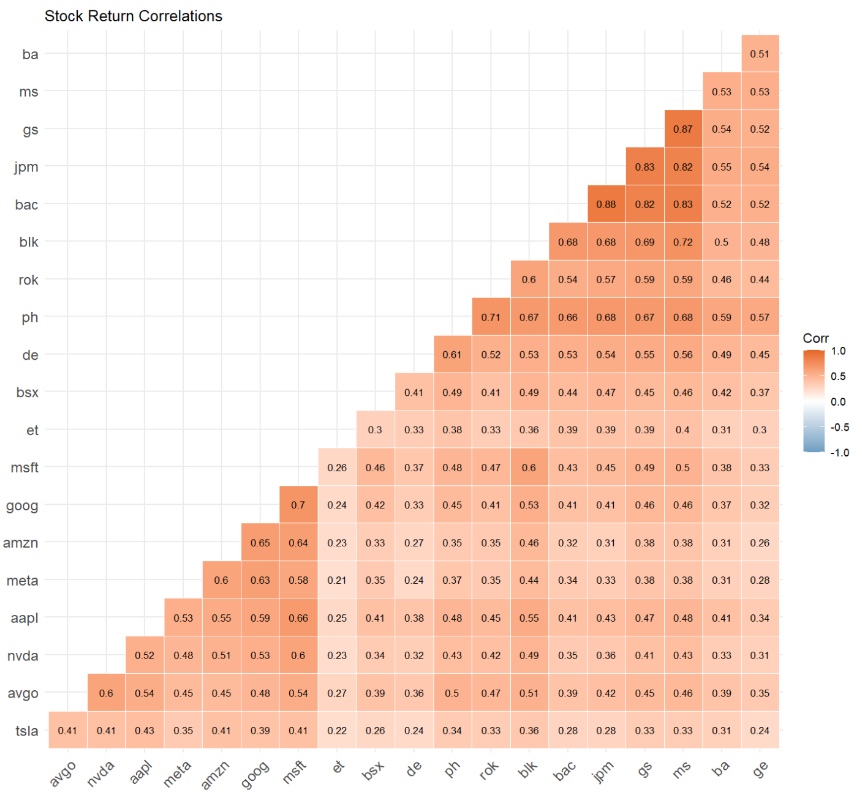 Stock Return Correlations
ba 0.51
ms 0.53 0.53
gs 0.87 0.54 0.52
jpm 0.83 0.82 0.55 0.54
bac 0.88 0.82 0.83 0.52 0.52
blk 0.68 0.68 0.69 0.72 0.5 0.48
rok 0.6 0.54 0.57 0.59 0.59 0.46 0.44
ph 0.71 0.67 0.66 0.68 0.67 0.68 0.59 0.57
de 0.61 0.52 0.53 0.53 0.54 0.55 0.56 0.49 0.45
bsx 0.41 0.49 0.41 0.49 0.44 0.47 0.45 0.46 0.42 0.37
et 0.3 0.33 0.38 0.33 0.36 0.39 0.39 0.39 0.4 0.31 0.3
msft 0.26 0.46 0.37 0.48 0.47 0.6 0.43 0.45 0.49 0.5 0.38 0.33
goog 0.7 0.24 0.42 0.33 0.45 0.41 0.53 0.41 0.41 0.46 0.46 0.37 0.32
amzn 0.65 0.64 0.23 0.33 0.27 0.35 0.35 0.46 0.32 0.31 0.38 0.38 0.31 0.26
meta 0.6 0.63 0.58 0.21 0.35 0.24 0.37 0.35 0.44 0.34 0.33 0.38 0.38 0.31 0.28
aapl 0.53 0.55 0.59 0.66 0.25 0.41 0.38 0.48 0.45 0.55 0.41 0.43 0.47 0.48 0.41 0.34
nvda 0.52 0.48 0.51 0.53 0.6 0.23 0.34 0.32 0.43 0.42 0.49 0.35 0.36 0.41 0.43 0.33 0.31
avgo 0.6 0.54 0.45 0.45 0.48 0.54 0.27 0.39 0.36 0.5 0.47 0.51 0.39 0.42 0.45 0.46 0.39 0.35
tsla 0.41 0.41 0.43 0.35 0.41 0.39 0.41 0.22 0.26 0.24 0.34 0.33 0.36 0.28 0.28 0.33 0.33 0.31 0.24
avgo nvda aapl meta amzn goog msft et bsx de ph rok blk bac jpm gs ms ba ge
Corr
1.0
0.5
0.0
-0.5
-1.0